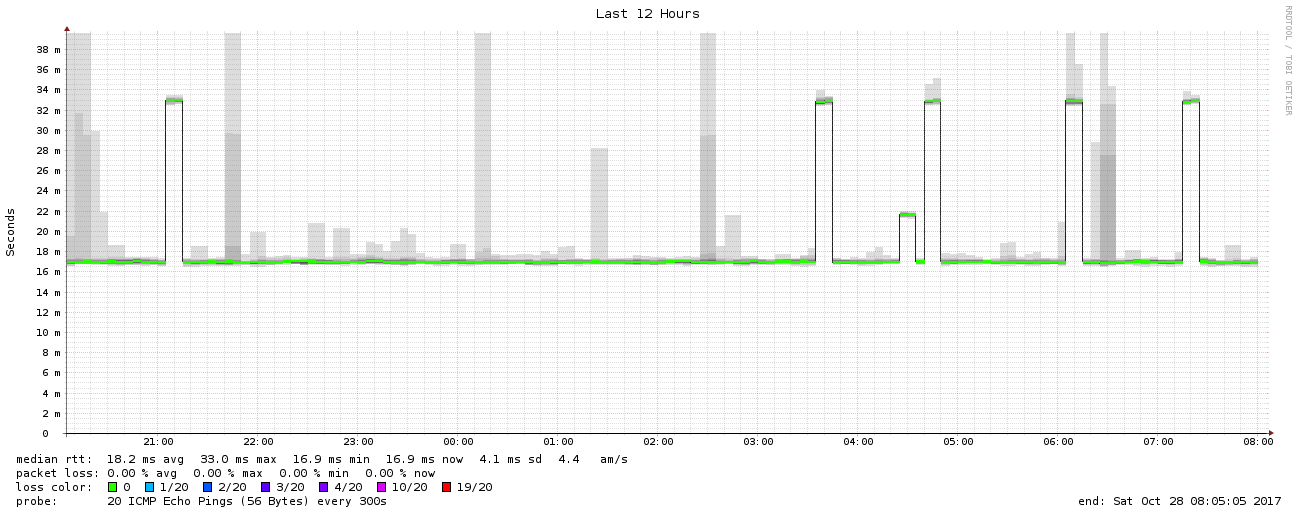 Last 12 Hours
RRDTOOL / TOBI OETIKER
Seconds
38 m
36 m
34 m
32 m
30 m
28 m
26 m
24 m
22 m
20 m
18 m
16 m
14 m
12 m
10 m
8 m
6 m
4 m
2 m
0
21:00 22:00 23:00 00:00 01:00 02:00 03:00 04:00 05:00 06:00 07:00 08:00
median rtt: 18.2 ms avg 33.0 ms max 16.9 ms min 16.9 ms now 4.1 ms sd 4.4 am/s
packet loss: 0.00 % avg 0.00 % max 0.00 % min 0.00 % now
loss color: 0 1/20 2/20 3/20 4/20 10/20 19/20
probe: 20 ICMP Echo Pings (56 Bytes) every 300s end: Sat Oct 28 08:05:05 2017